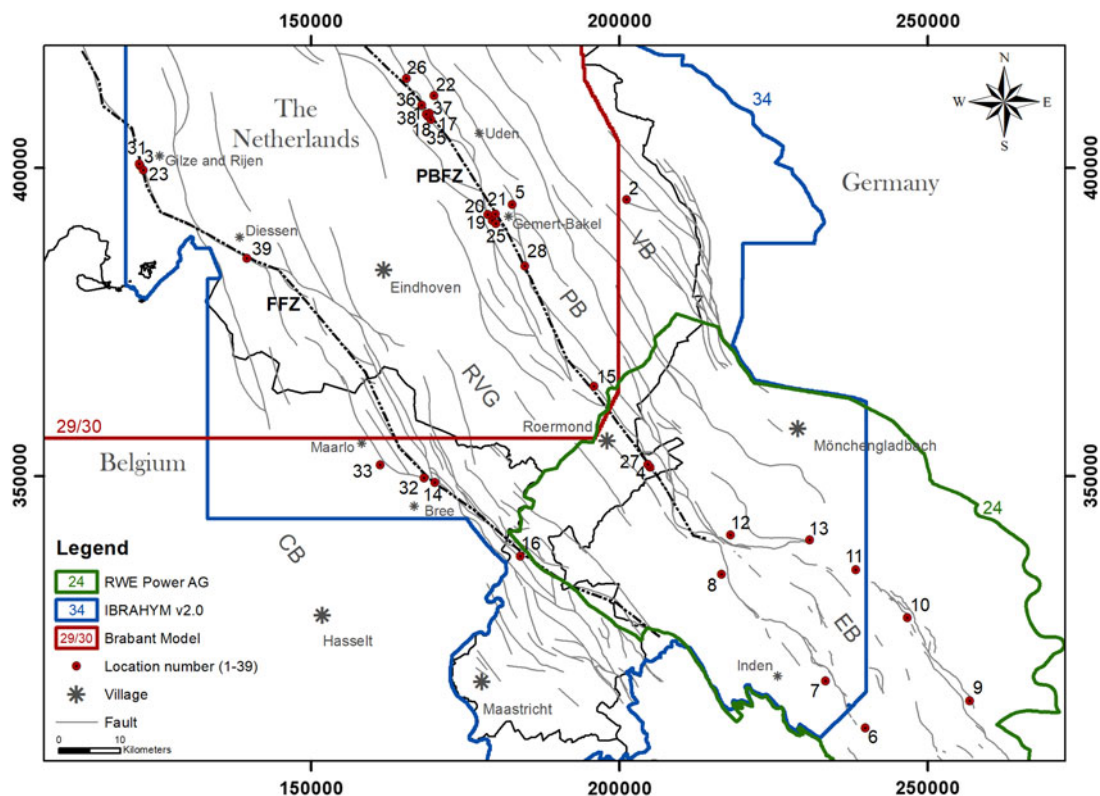 150000
200000
250000
N
W
E
S
400000
350000
400000
350000
34
26
22
36
1
37
38
18
17
35
The
Netherlands
Uden
31
3
Gilze and Rijen
23
PBFZ
Germany
2
21
5
20
19
Gemert-Bakel
25
VB
Diessen
39
28
Eindhoven
FFZ
PB
RVG
15
29/30
Roermond
Mönchengladbach
Belgium
Maarlo
33
32
14
Bree
27
4
24
12
13
16
8
11
CB
10
EB
Hasselt
Inden
7
9
Maastricht
6
Legend
24 RWE Power AG
34 IBRAHYM v2.0
29/30 Brabant Model
Location number (1-39)
Village
Fault
0 10
Kilometers
150000
200000
250000